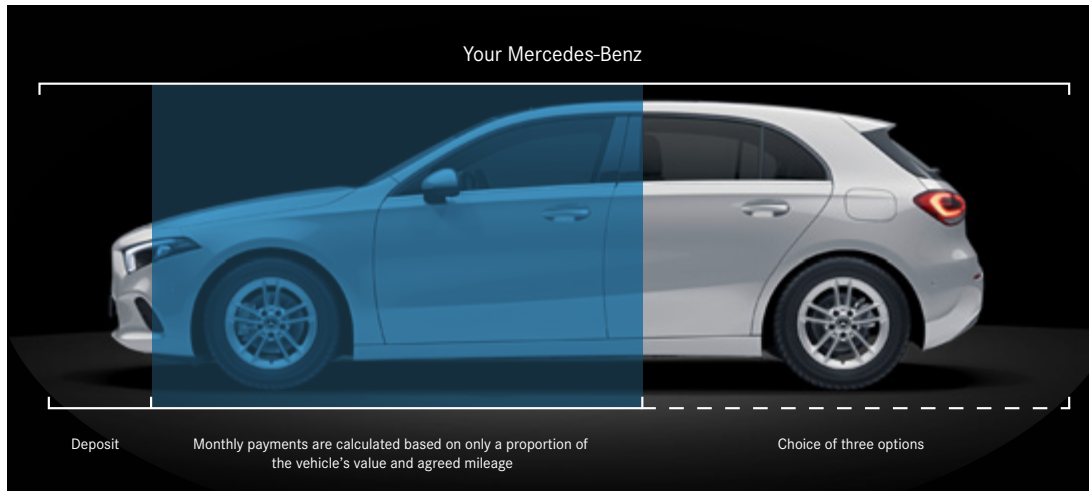 Your Mercedes-Benz
Deposit
Monthly payments are calculated based on only a proportion of
the vehicle's value and agreed mileage
Choice of three options